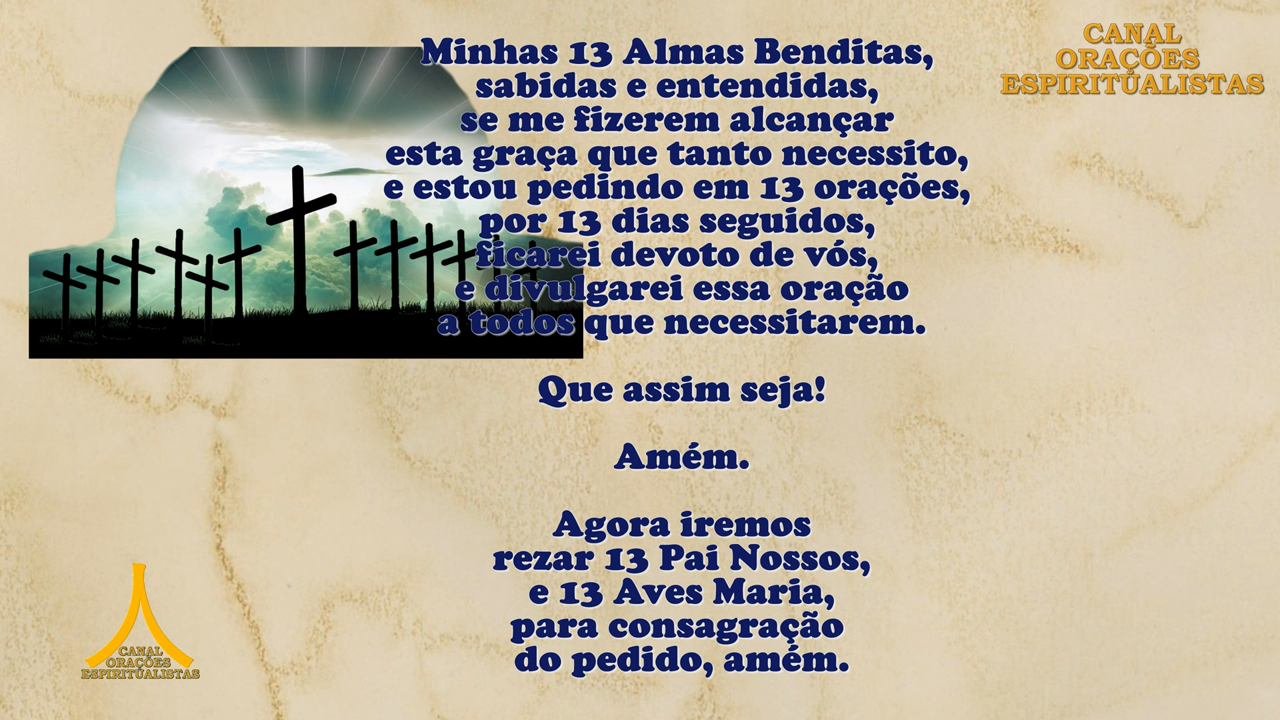 Minhas 13 Almas Benditas,
sabidas e entendidas,
se me fizerem alcançar
esta graça que tanto necessito,
e estou pedindo em 13 orações,
por 13 dias seguidos,
ficarei devoto de vós,
e divulgarei essa oração
a todos que necessitarem.
Que assim seja!
Amém.
Agora iremos
rezar 13 Pai Nossos,
e 13 Aves Maria,
para consagração
do pedido, amém.
CANAL
ORAÇÕES
ESPIRITUALISTAS
CANAL
ORAÇÕES
ESPIRITUALISTAS